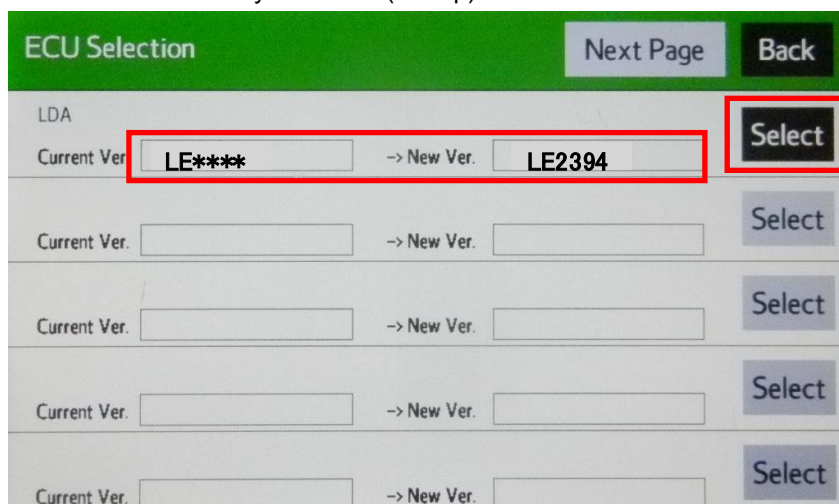 ECU Selection Next Page Back
LDA
Select
Current Ver. LE**** -> New Ver. LE2394
Select
Current Ver. -> New Ver.
Select
Current Ver. -> New Ver.
Select
Current Ver. -> New Ver.
Select
Current Ver. -> New Ver.